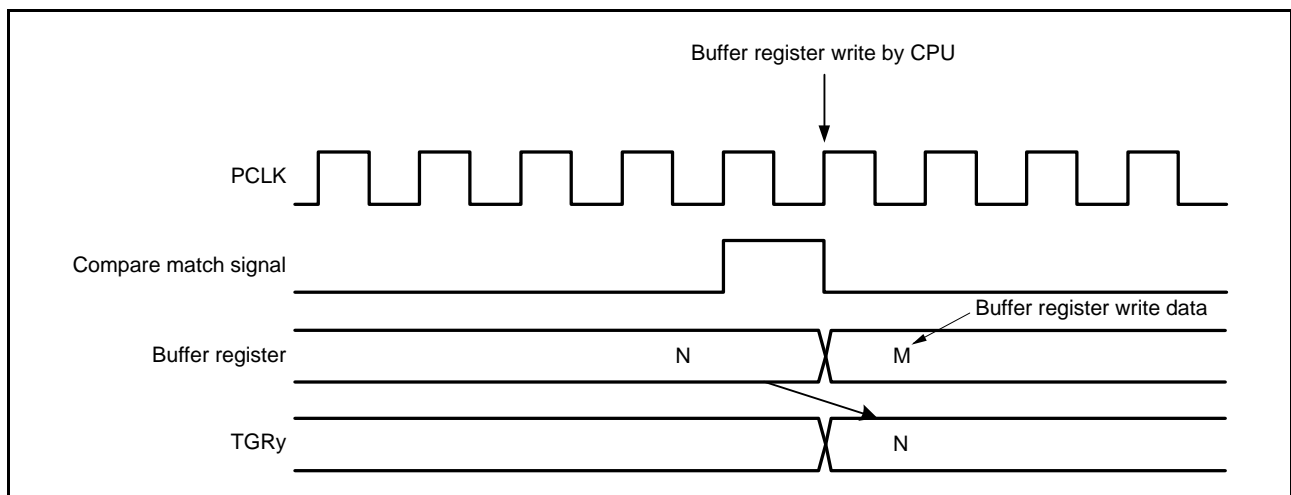 Buffer register write by CPU
PCLK
Compare match signal
Buffer register write data
Buffer register
N
M
TGRy
N